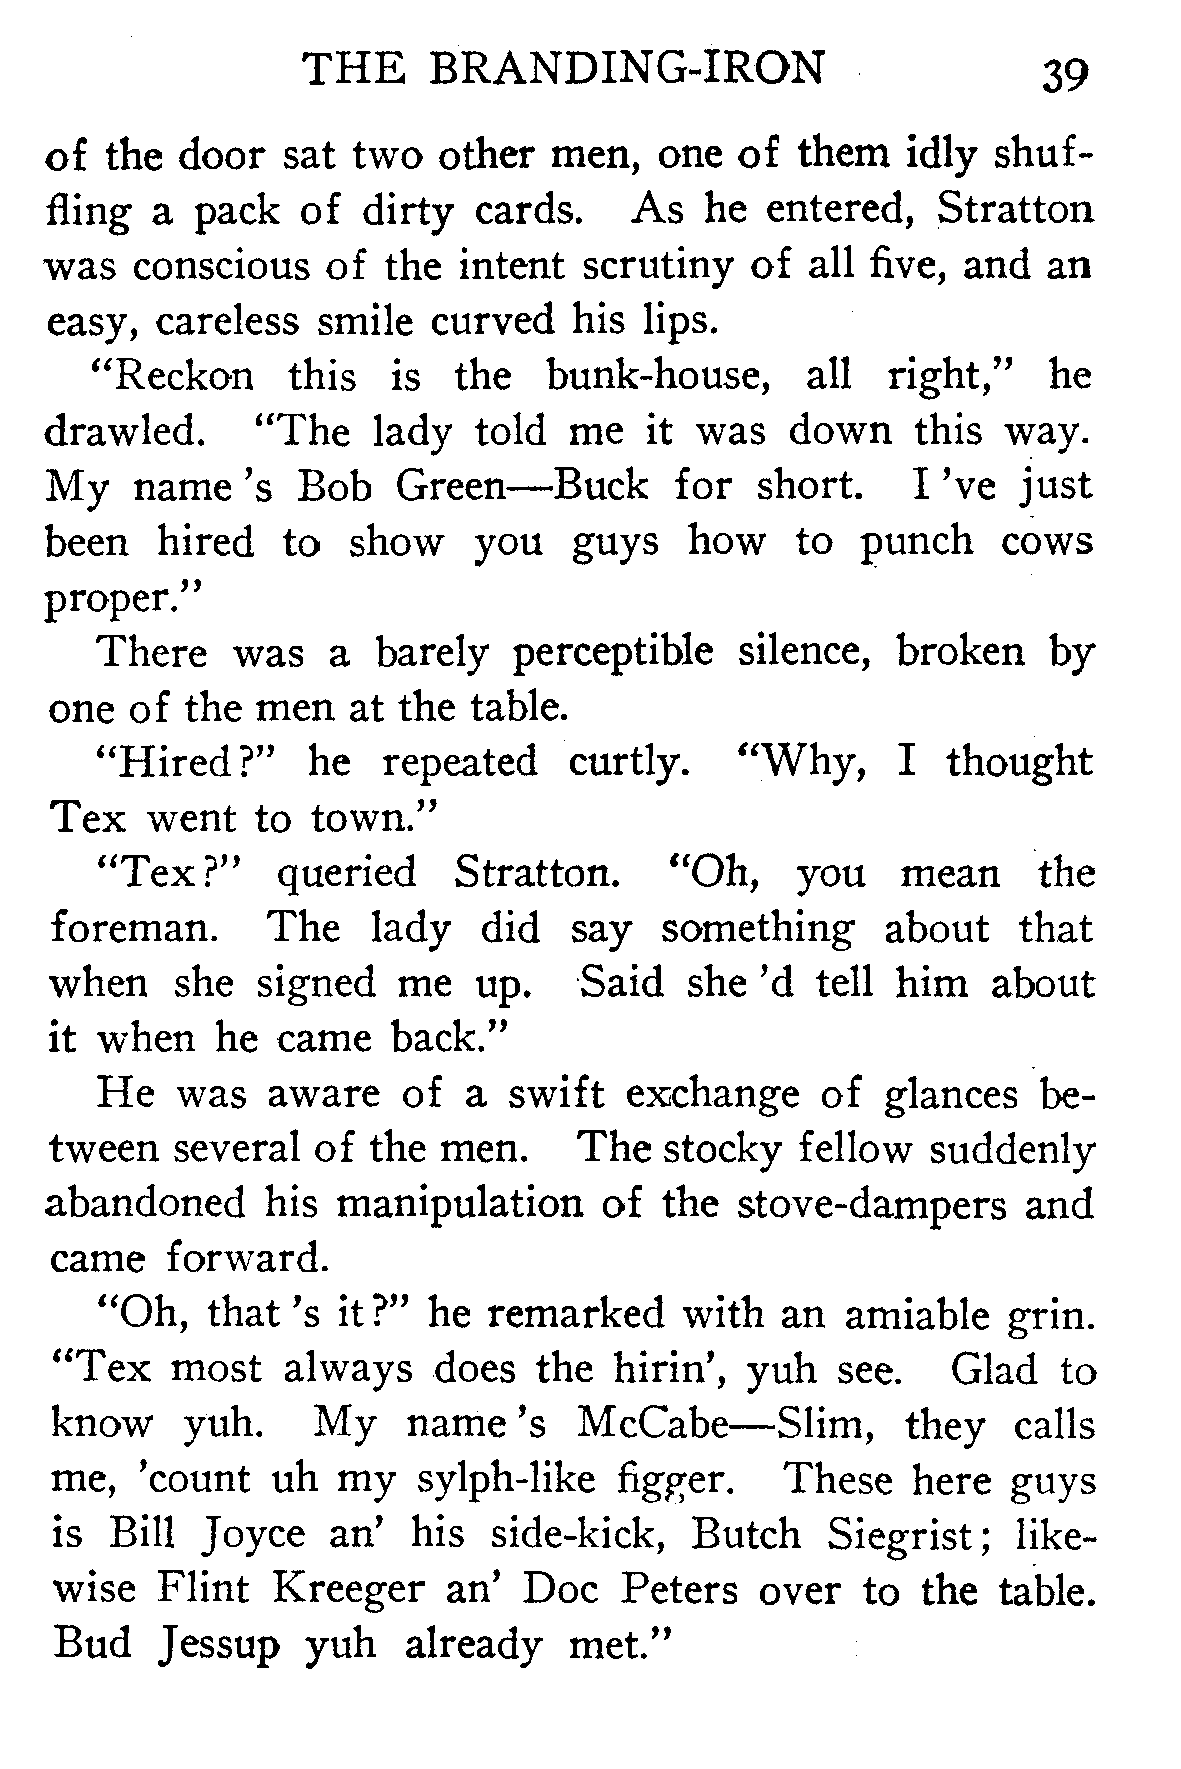 THE BRANDING-IRON 39
of the door sat two other men, one of them idly shuf-
fling a pack of dirty cards. As he entered, Stratton
was conscious of the intent scrutiny of all five, and an
easy, careless smile curved his lips.
“Reckon this is the bunk-house, all right,” he
drawled. “The lady told me it was down this way.
My name 's Bob Green—Buck for short. I 've just
been hired to show you guys how to punch cows
proper.”
There was a barely perceptible silence, broken by
one of the men at the table.
“Hired?” he repeated curtly. “Why, I thought
Tex went to town.”
“Tex?” queried Stratton. “Oh, you mean the
foreman. The lady did say something about that
when she signed me up. Said she 'd tell him about
it when he came back.”
He was aware of a swift exchange of glances be-
tween several of the men. The stocky fellow suddenly
abandoned his manipulation of the stove-dampers and
came forward.
“Oh, that 's it?” he remarked with an amiable grin.
“Tex most always does the hirin', yuh see. Glad to
know yuh. My name 's McCabe—Slim, they calls
me, 'count uh my sylph-like figger. These here guys
is Bill Joyce an' his side-kick, Butch Siegrist; like-
wise Flint Kreeger an' Doc Peters over to the table.
Bud Jessup yuh already met.”